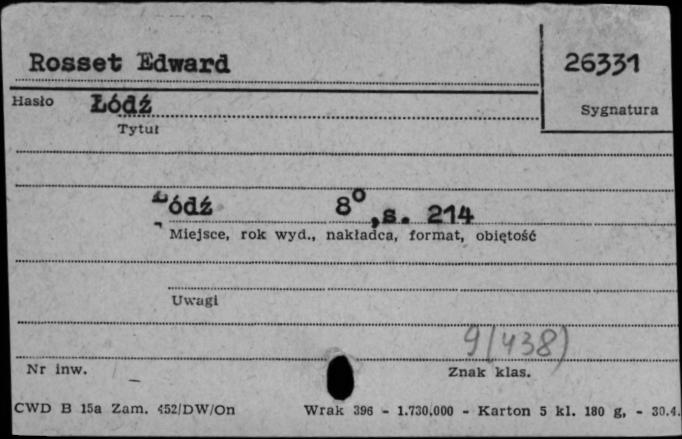 Rosset Edward
26331
Hasło Łódź
Sygnatura
Tytuł
Łódź 8⁰, s. 214
Miejsce, rok wyd., nakładca, format, objętość
Uwagi
9(438)
Nr inw.
Znak klas.
CWD B 15a Zam. 452/DW/On Wrak 396 - 1.730.000 - Karton 5 kl. 180 g, - 30.4.